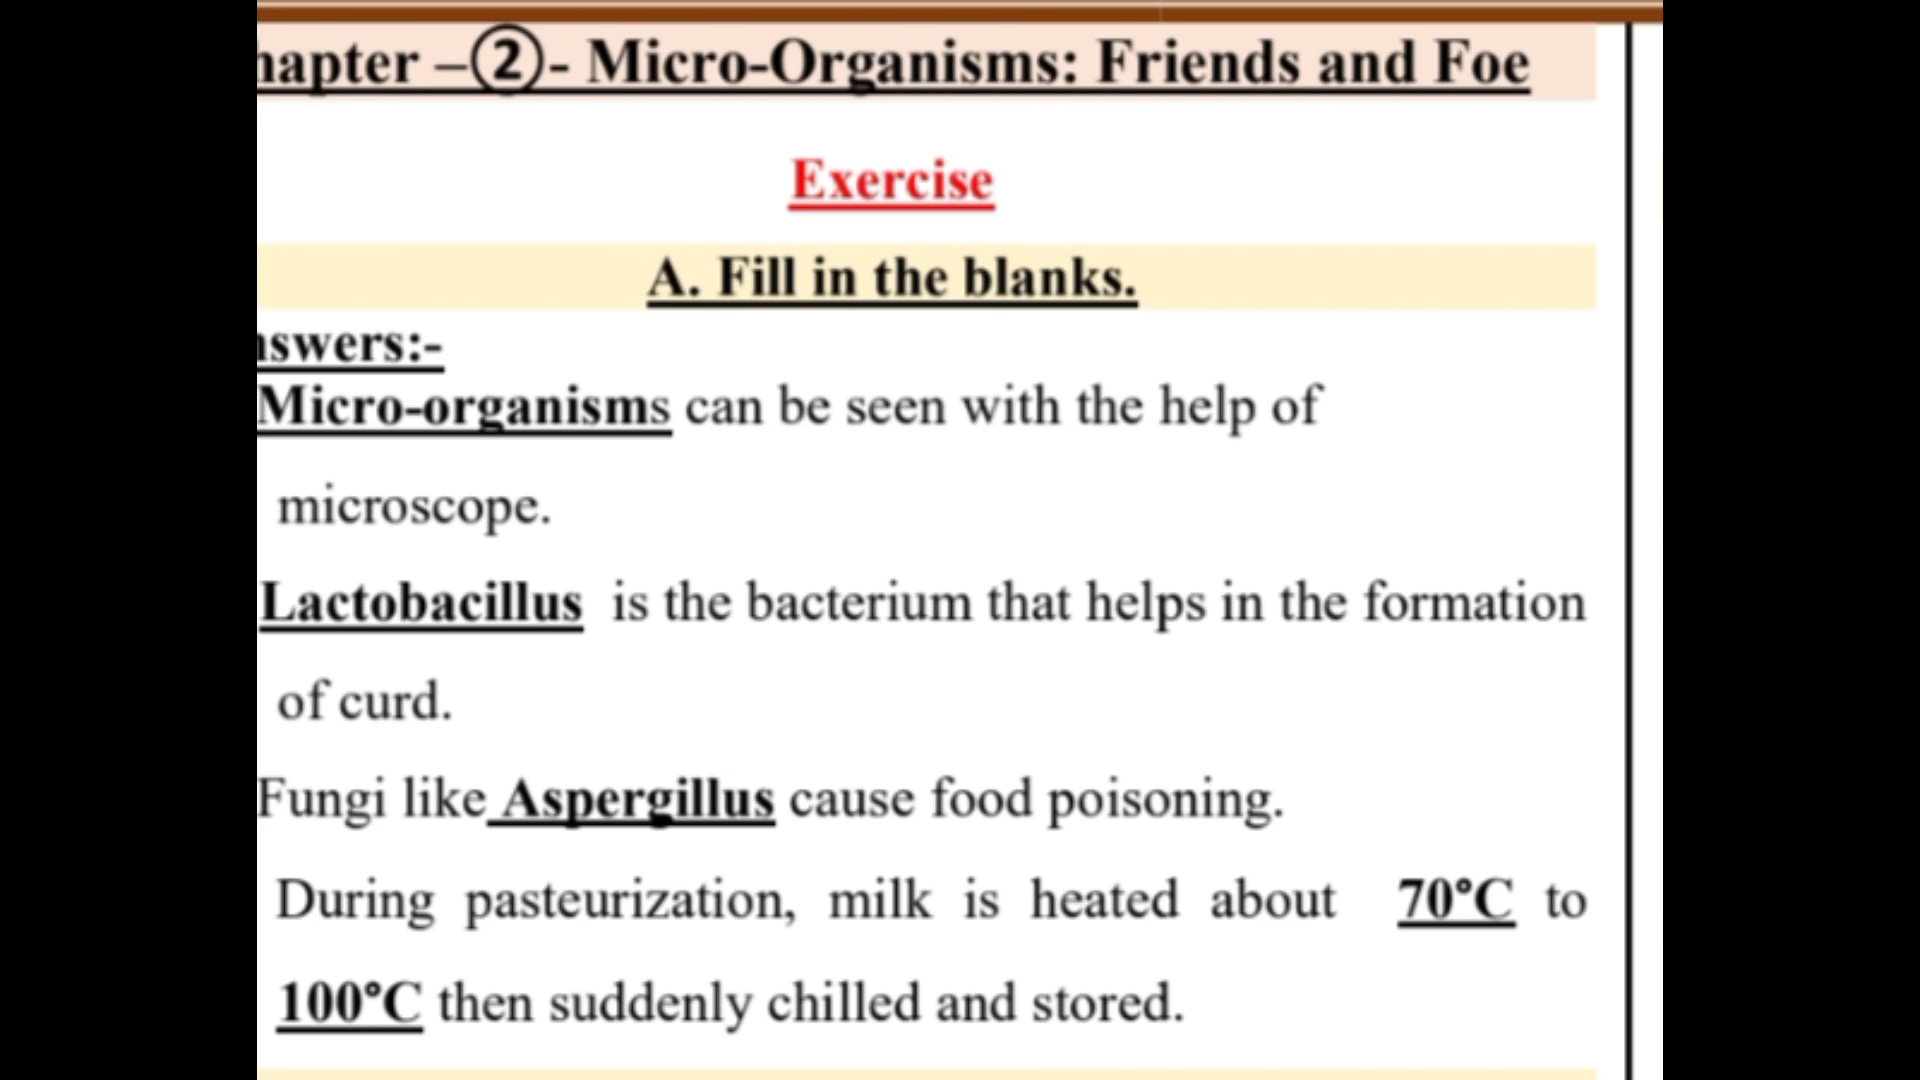 hapter –②- Micro-Organisms: Friends and Foe
Exercise
A. Fill in the blanks.
nswers:-
Micro-organisms can be seen with the help of
microscope.
Lactobacillus is the bacterium that helps in the formation
of curd.
Fungi like Aspergillus cause food poisoning.
During pasteurization, milk is heated about 70°C to
100°C then suddenly chilled and stored.